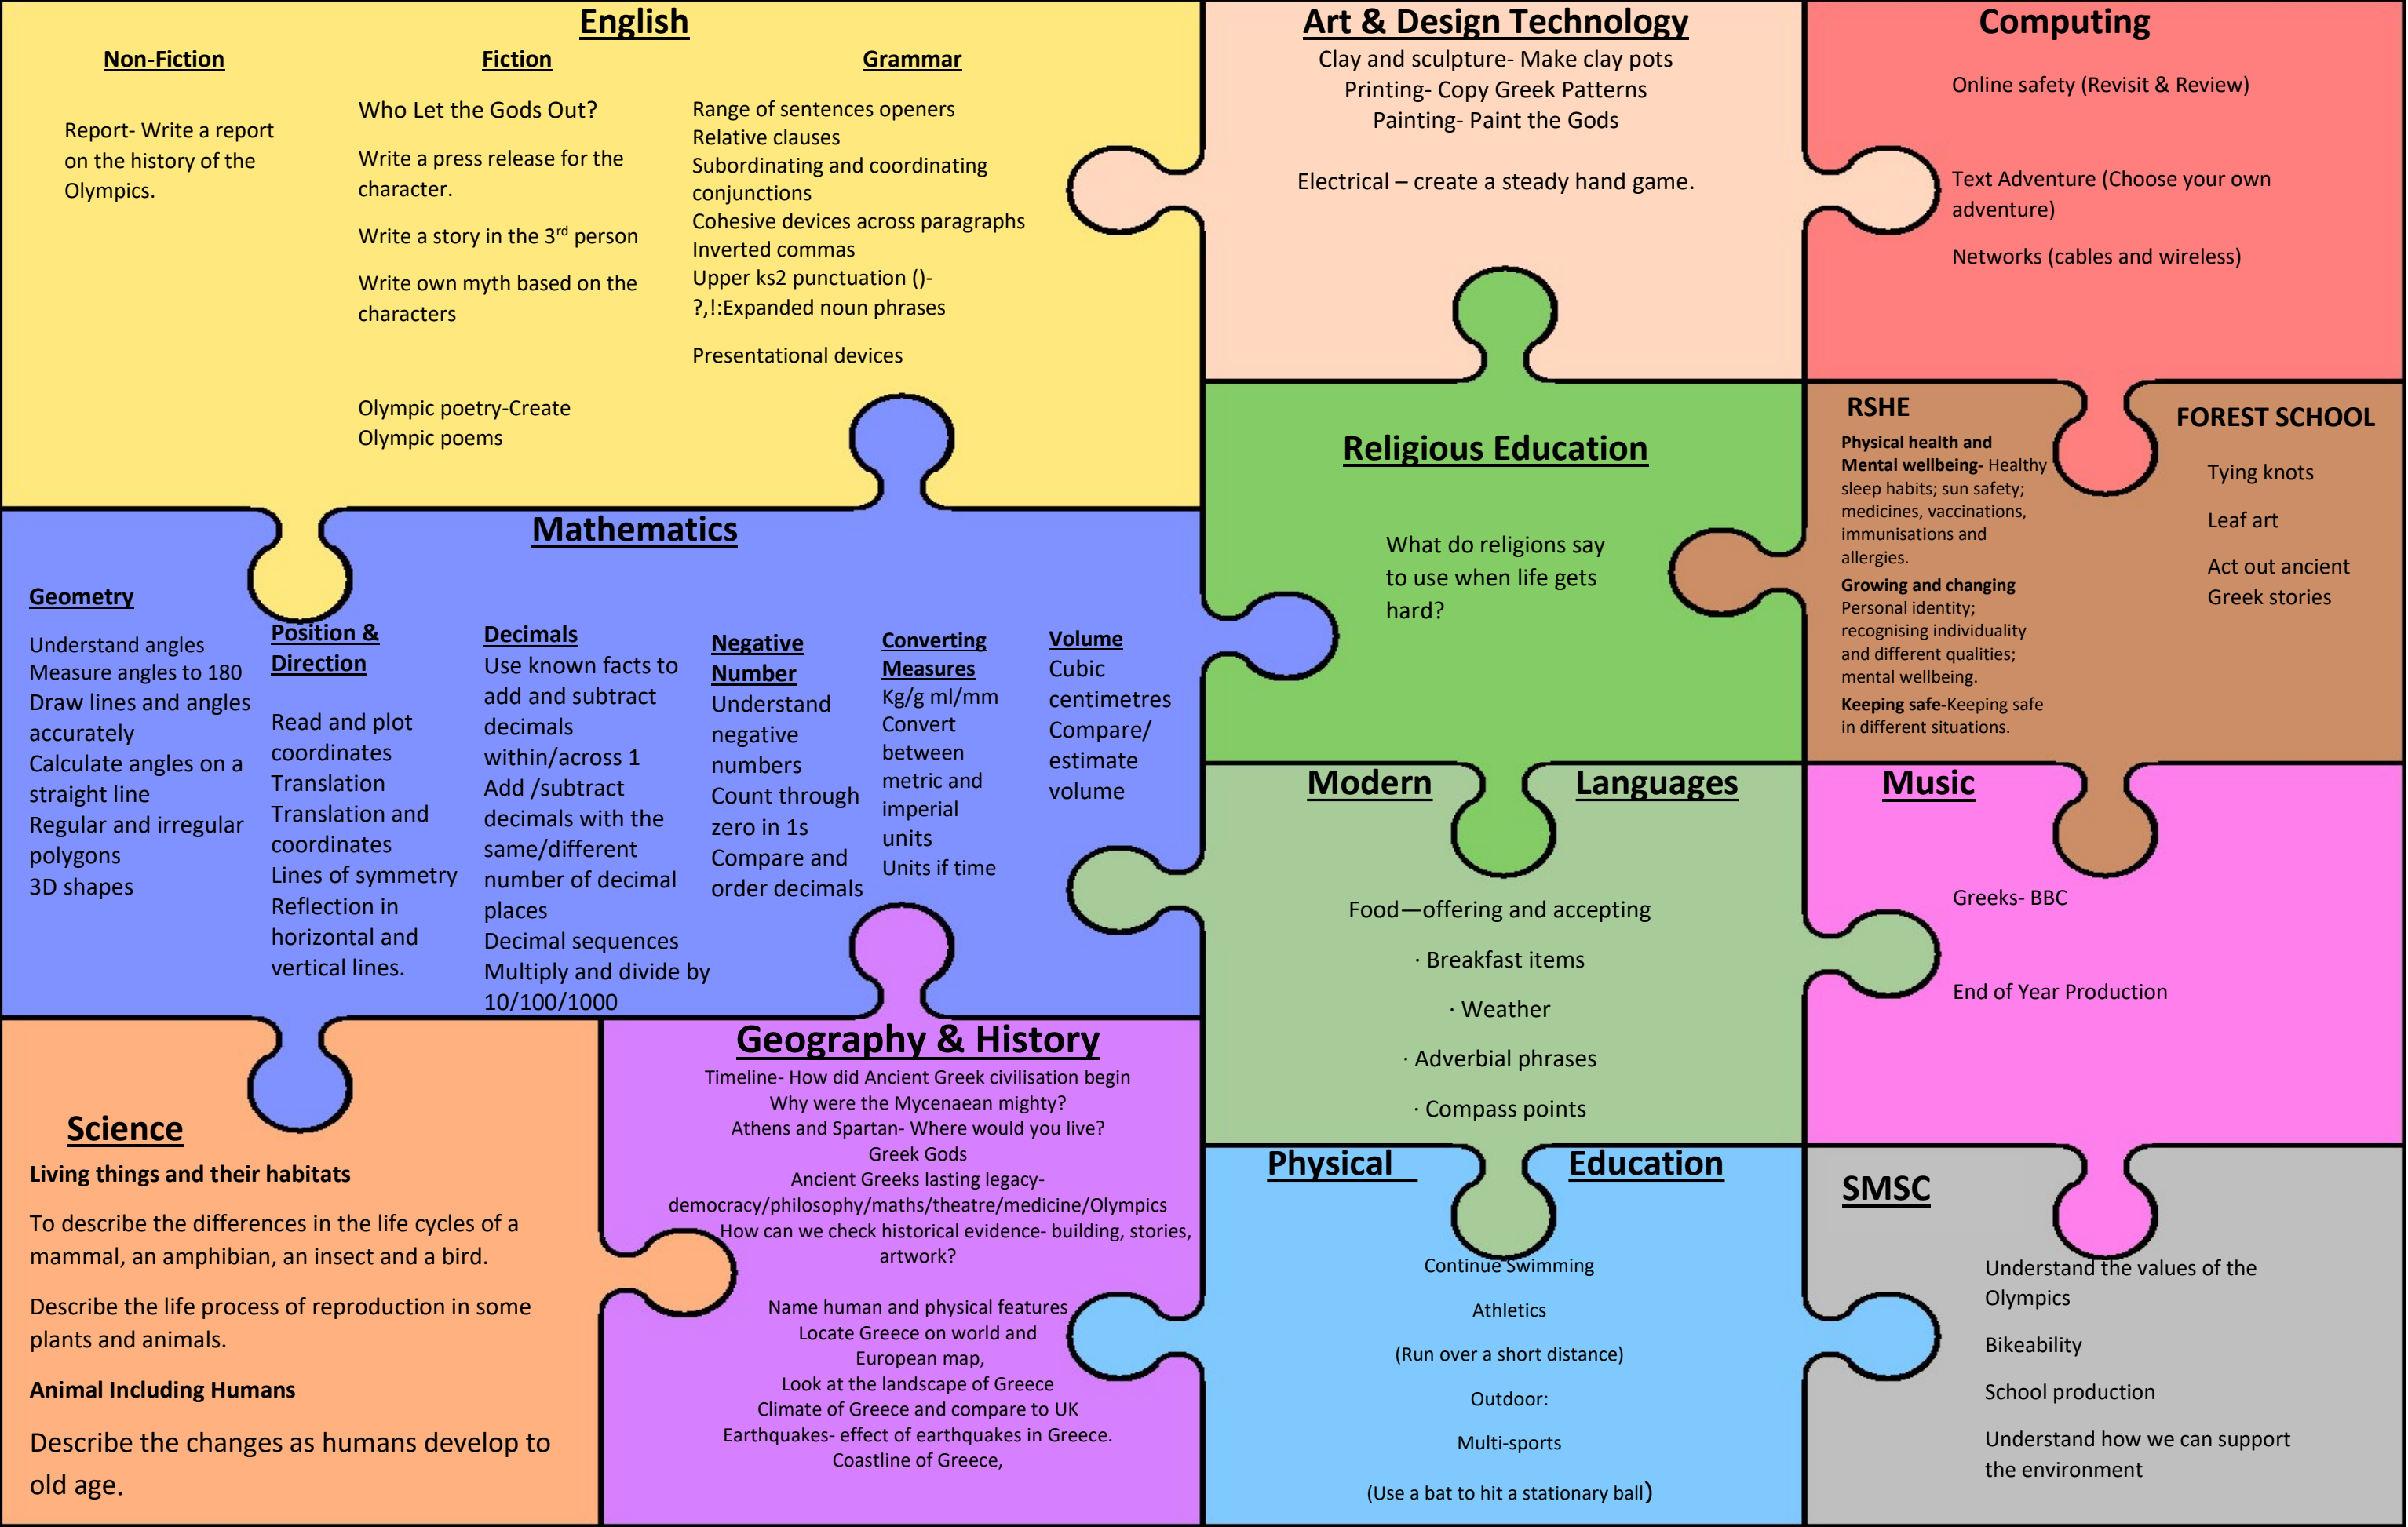 English
Non-Fiction
Report- Write a report
on the history of the
Olympics.
Fiction
Who Let the Gods Out?
Write a press release for the
character.
Write a story in the 3rd person
Write own myth based on the
characters
Olympic poetry-Create
Olympic poems
Grammar
Range of sentences openers
Relative clauses
Subordinating and coordinating
conjunctions
Cohesive devices across paragraphs
Inverted commas
Upper ks2 punctuation ()-
?,!:Expanded noun phrases
Presentational devices
Art & Design Technology
Clay and sculpture- Make clay pots
Printing- Copy Greek Patterns
Painting- Paint the Gods
Electrical – create a steady hand game.
Computing
Online safety (Revisit & Review)
Text Adventure (Choose your own
adventure)
Networks (cables and wireless)
Mathematics
Geometry
Understand angles
Measure angles to 180
Draw lines and angles
accurately
Calculate angles on a
straight line
Regular and irregular
polygons
3D shapes
Position &
Direction
Read and plot
coordinates
Translation
Translation and
coordinates
Lines of symmetry
Reflection in
horizontal and
vertical lines.
Decimals
Use known facts to
add and subtract
decimals
within/across 1
Add /subtract
decimals with the
same/different
number of decimal
places
Decimal sequences
Multiply and divide by
10/100/1000
Negative
Number
Understand
negative
numbers
Count through
zero in 1s
Compare and
order decimals
Converting
Measures
Kg/g ml/mm
Convert
between
metric and
imperial
units
Units if time
Volume
Cubic
centimetres
Compare/
estimate
volume
Religious Education
What do religions say
to use when life gets
hard?
RSHE
Physical health and
Mental wellbeing- Healthy
sleep habits; sun safety;
medicines, vaccinations,
immunisations and
allergies.
Growing and changing
Personal identity;
recognising individuality
and different qualities;
mental wellbeing.
Keeping safe-Keeping safe
in different situations.
FOREST SCHOOL
Tying knots
Leaf art
Act out ancient
Greek stories
Modern Languages
Food—offering and accepting
· Breakfast items
· Weather
· Adverbial phrases
· Compass points
Music
Greeks- BBC
End of Year Production
Science
Living things and their habitats
To describe the differences in the life cycles of a
mammal, an amphibian, an insect and a bird.
Describe the life process of reproduction in some
plants and animals.
Animal Including Humans
Describe the changes as humans develop to
old age.
Geography & History
Timeline- How did Ancient Greek civilisation begin
Why were the Mycenaean mighty?
Athens and Spartan- Where would you live?
Greek Gods
Ancient Greeks lasting legacy-
democracy/philosophy/maths/theatre/medicine/Olympics
How can we check historical evidence- building, stories,
artwork?
Name human and physical features
Locate Greece on world and
European map,
Look at the landscape of Greece
Climate of Greece and compare to UK
Earthquakes- effect of earthquakes in Greece.
Coastline of Greece,
Physical Education
Continue Swimming
Athletics
(Run over a short distance)
Outdoor:
Multi-sports
(Use a bat to hit a stationary ball)
SMSC
Understand the values of the
Olympics
Bikeability
School production
Understand how we can support
the environment